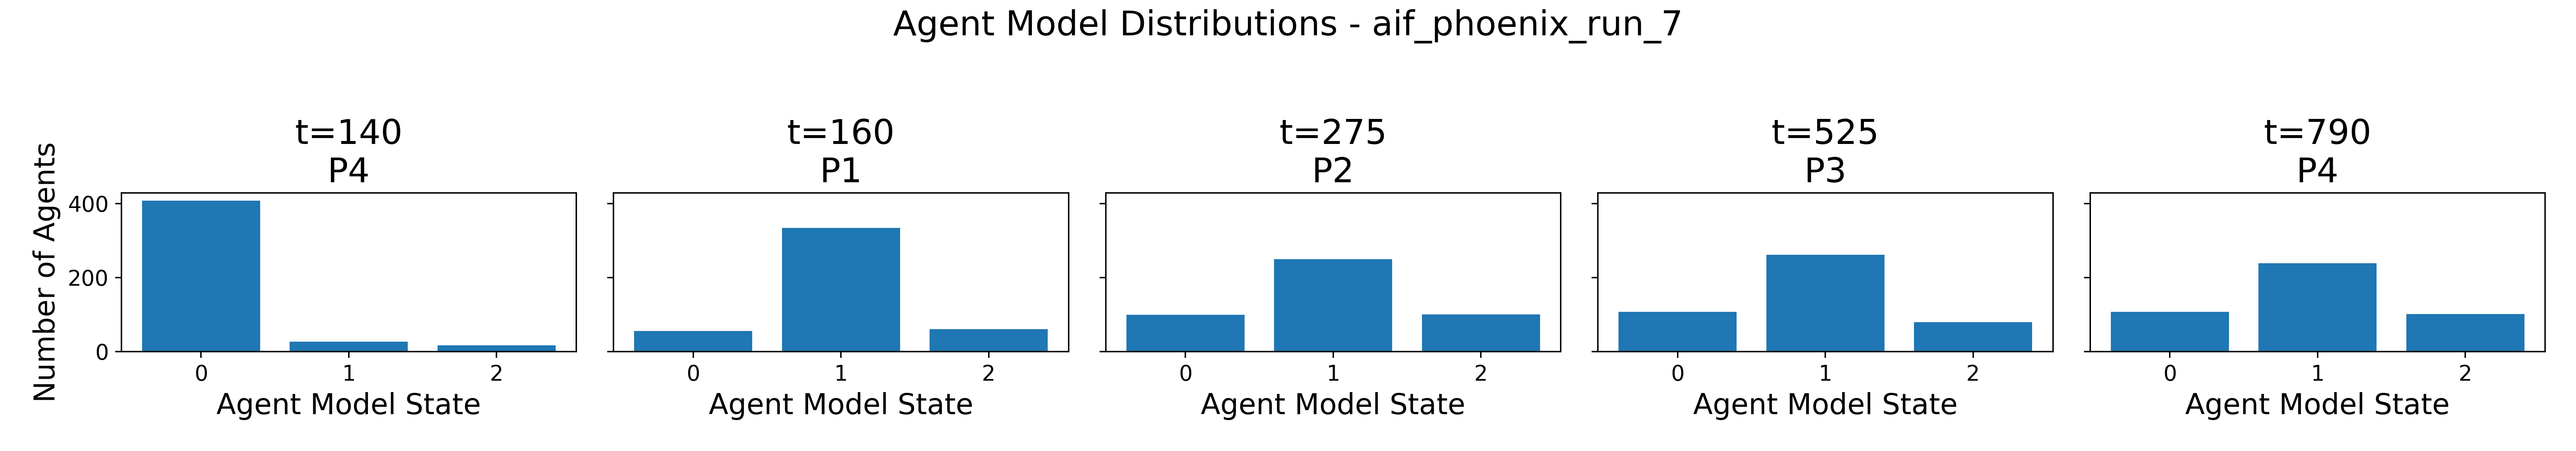 Agent Model Distributions - aif_phoenix_run_7
t=140
P4
t=160
P1
t=275
P2
t=525
P3
t=790
P4
Number of Agents
400
200
0
0 1 2
Agent Model State
0 1 2
Agent Model State
0 1 2
Agent Model State
0 1 2
Agent Model State
0 1 2
Agent Model State